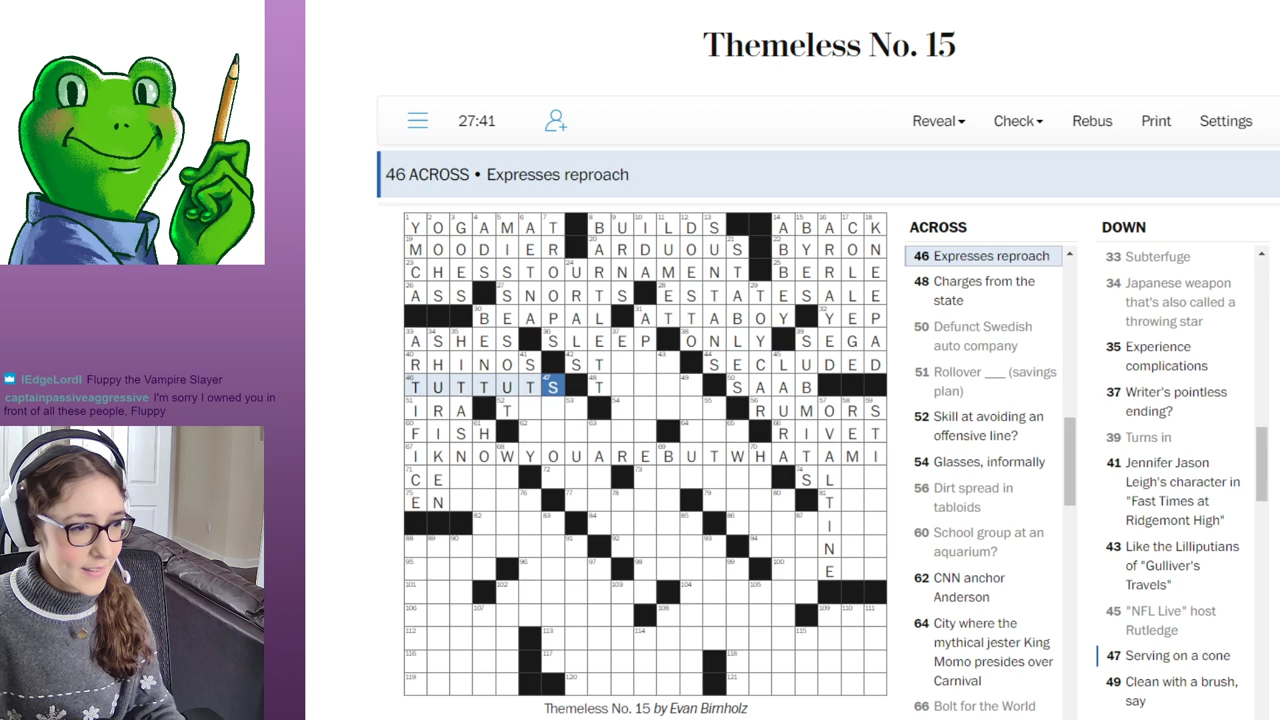 Themeless No. 15
27:41
Reveal Check Rebus Print Settings
46 ACROSS • Expresses reproach
YOGAMAT BUILDS ABACK
MOODIER ARDUOUS BYRON
CHESSTOURNAMENT BERLE
ASS SNORTS ESTATESALE
BEAPAL ATTABOY YEP
ASHES SLEEP ONLY SEGA
RHINOS ST SECLUDED
TUTTUTS T SAAB
IRA T RUMORS
FISH RIVET
IKNOWYOUAREBUTWHATAMI
CE SL
EN T
I
N
E
Themeless No. 15 by Evan Birnholz
ACROSS
46 Expresses reproach
48 Charges from the
state
50 Defunct Swedish
auto company
51 Rollover ___ (savings
plan)
52 Skill at avoiding an
offensive line?
54 Glasses, informally
56 Dirt spread in
tabloids
60 School group at an
aquarium?
62 CNN anchor
Anderson
64 City where the
mythical jester King
Momo presides over
Carnival
66 Bolt for the World
DOWN
33 Subterfuge
34 Japanese weapon
that's also called a
throwing star
35 Experience
complications
37 Writer's pointless
ending?
39 Turns in
41 Jennifer Jason
Leigh's character in
"Fast Times at
Ridgemont High"
43 Like the Lilliputians
of "Gulliver's
Travels"
45 "NFL Live" host
Rutledge
47 Serving on a cone
49 Clean with a brush,
say
lEdgeLordl Fluppy the Vampire Slayer
captainpassiveaggressive I'm sorry I owned you in
front of all these people, Fluppy